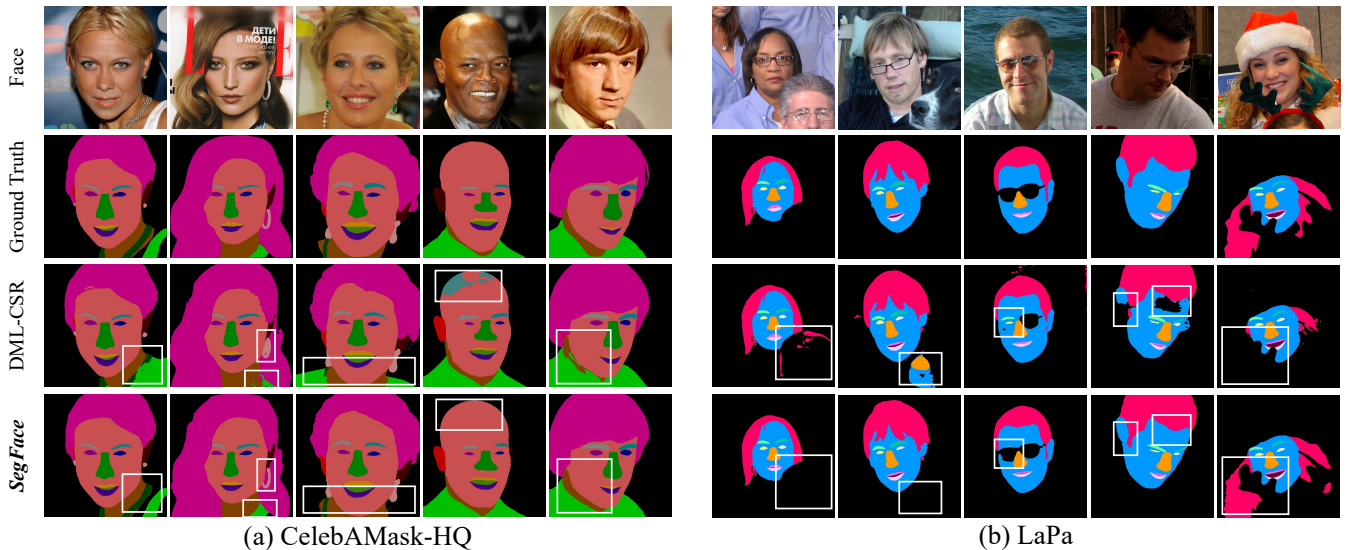 Face
ДЕТИ
В МОДЕ!
Ground Truth
DML-CSR
SegFace
(a) CelebAMask-HQ
(b) LaPa